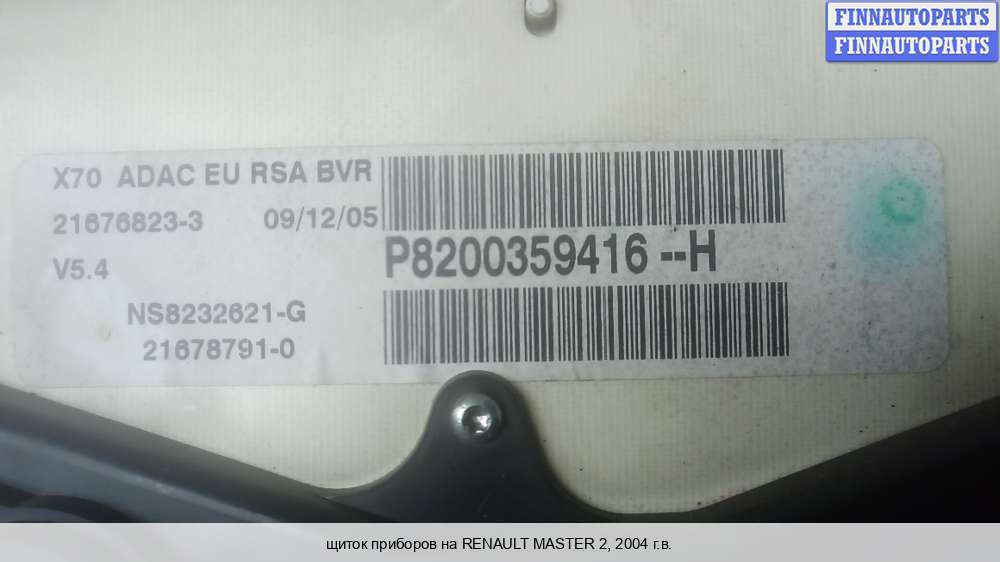 FINNAUTOPARTS
FINNAUTOPARTS
X70 ADAC EU RSA BVR
21676823-3 09/12/05
P8200359416 --H
V5.4
NS8232621-G
21678791-0
щиток приборов на RENAULT MASTER 2, 2004 г.в.